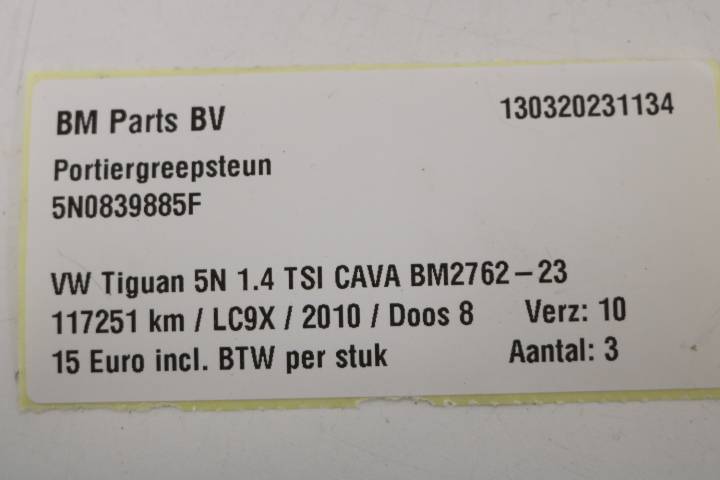 BM Parts BV 130320231134
Portiergreepsteun
5N0839885F
VW Tiguan 5N 1.4 TSI CAVA BM2762-23
117251 km / LC9X / 2010 / Doos 8 Verz: 10
15 Euro incl. BTW per stuk Aantal: 3